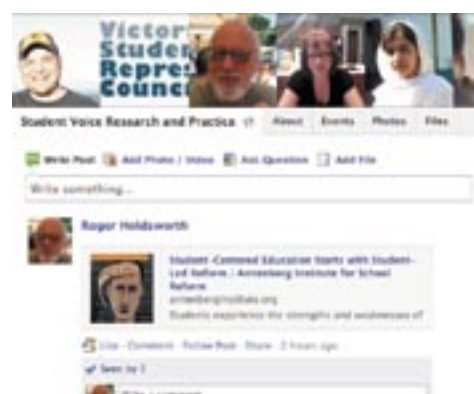 Victor
Studen
Repres
Counc
Student Voice Research and Practice About Events Photos Files
Write Post Add Photo / Video Ask Question Add File
Write something...
Roger Holdsworth
Student-Centered Education Starts with Student-
Led Reform | Annenberg Institute for School
Reform
annenberginstitute.org
Students experience the strengths and weaknesses of
Like · Comment · Follow Post · Share · 2 hours ago
Seen by 1
Write a comment...